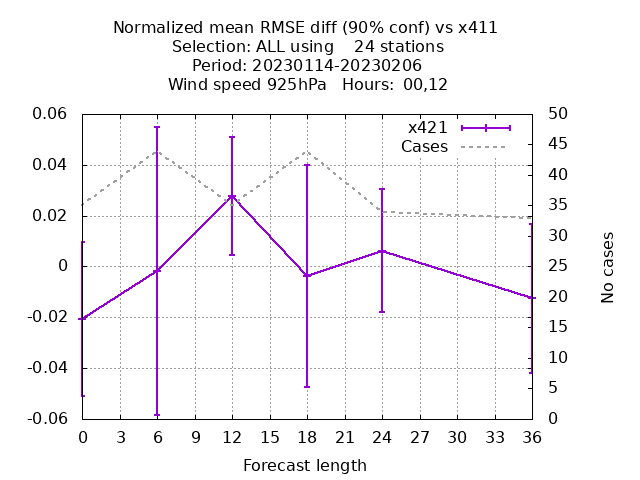 Normalized mean RMSE diff (90% conf) vs x411
Selection: ALL using    24 stations
Period: 20230114-20230206
Wind speed 925hPa   Hours:  00,12
x421
Cases
0.06
0.04
0.02
0
-0.02
-0.04
-0.06
50
45
40
35
30
25
20
15
10
5
0
No cases
0 3 6 9 12 15 18 21 24 27 30 33 36
Forecast length